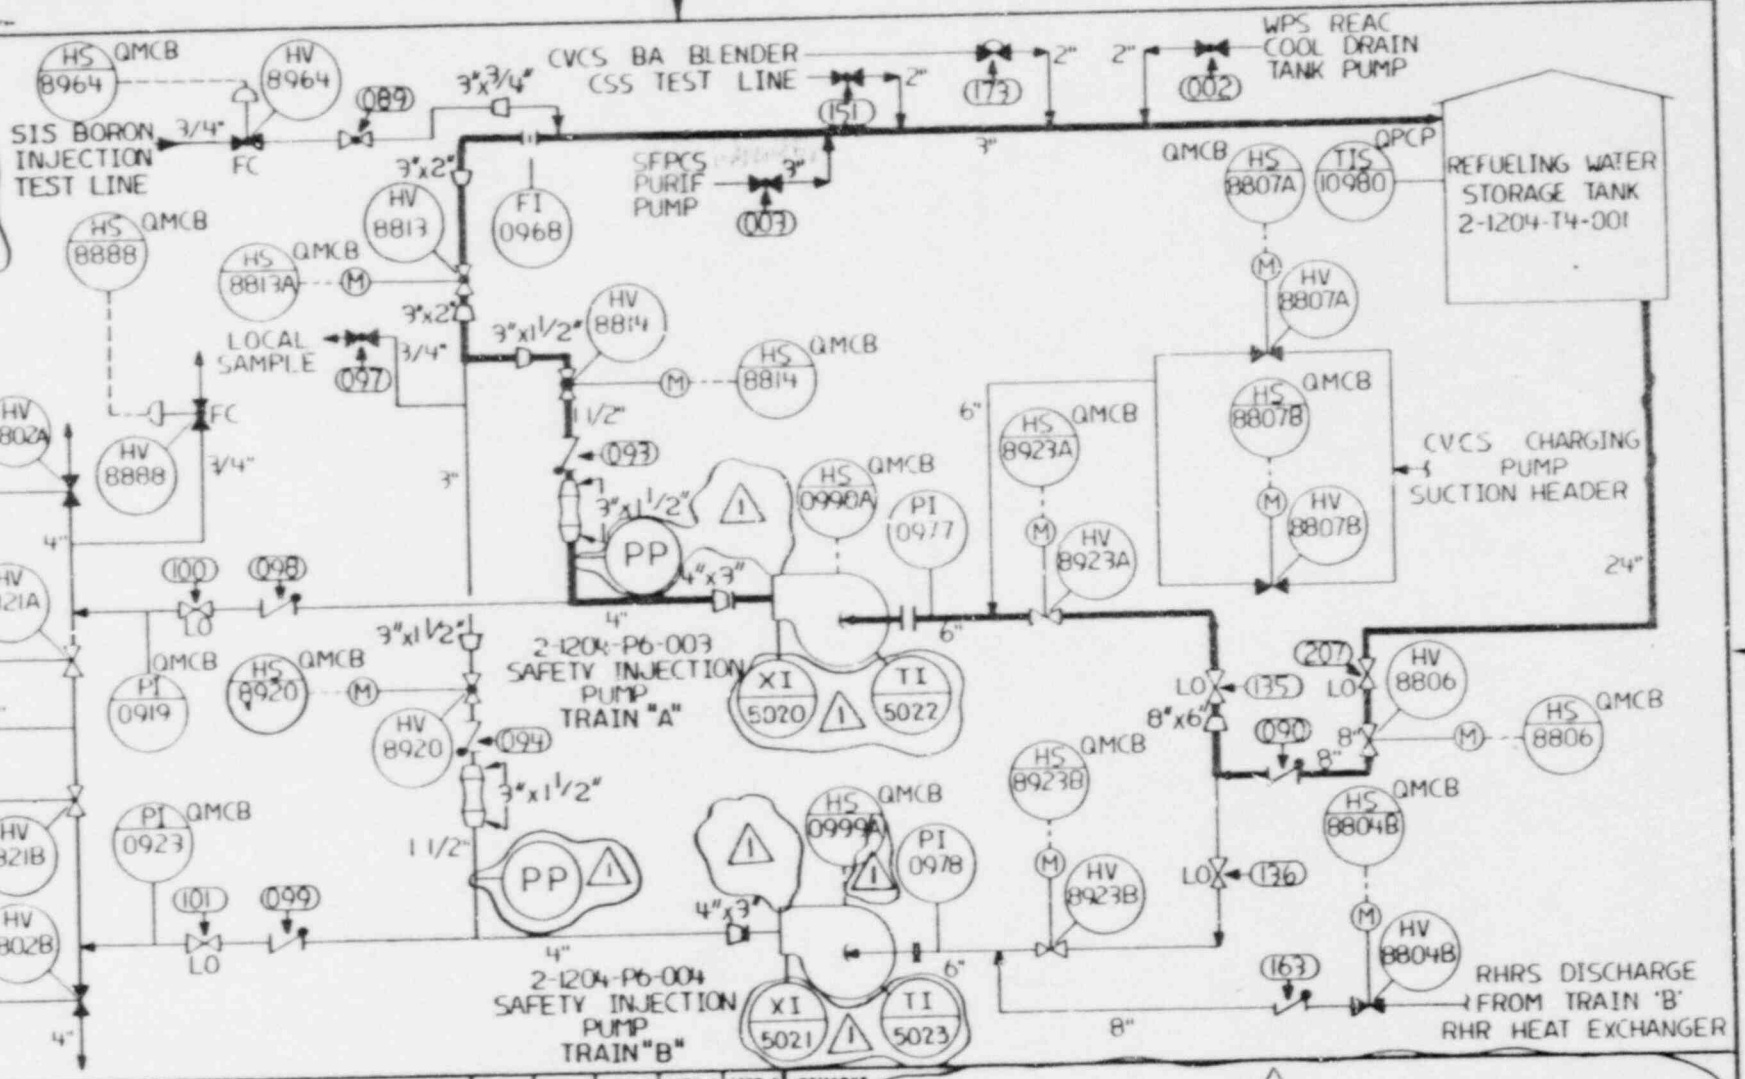 HS
8964
QMCB
HV
8964
089
3"x3/4"
SIS BORON
INJECTION
TEST LINE
3/4"
FC
CVCS BA BLENDER
CSS TEST LINE
151
2"
173
2"
2"
002
WPS REAC
COOL DRAIN
TANK PUMP
3"
SFPCS
PURIF
PUMP
3"
003
QMCB
HS
8807A
TIS
10980
QPCP
REFUELING WATER
STORAGE TANK
2-1204-T4-001
3"x2"
HV
8813
FI
0968
HS
8888
QMCB
HS
8813A
QMCB
M
3"x2"
LOCAL
SAMPLE
3/4"
097
3"x1 1/2"
HV
8814
M
HS
8814
QMCB
1 1/2"
M
HV
8807A
HS
8807B
QMCB
M
HV
8807B
CVCS CHARGING
PUMP
SUCTION HEADER
24"
HV
FC
HV
8888
3/4"
4"
3"
093
3"x1 1/2"
PP
1
4"x3"
HS
0990A
QMCB
PI
0977
6"
HS
8923A
QMCB
M
HV
8923A
6"
HV
100
LO
098
4"
PI
0919
QMCB
3"x1 1/2"
HS
8920
QMCB
M
HV
8920
094
3"x1 1/2"
1 1/2"
2-1204-P6-003
SAFETY INJECTION
PUMP
TRAIN "A"
XI
5020
1
TI
5022
LO
135
8"x6"
207
LO
HV
8806
8"
M
HS
8806
QMCB
090
8"
HS
8923B
QMCB
M
HV
8923B
HS
8804B
QMCB
M
HV
8804B
LO
136
HV
PI
0923
QMCB
101
LO
099
4"
PP
1
1
4"x3"
HS
0999A
QMCB
1
PI
0978
6"
HV
4"
2-1204-P6-004
SAFETY INJECTION
PUMP
TRAIN "B"
XI
5021
1
TI
5023
163
8"
RHRS DISCHARGE
FROM TRAIN 'B'
RHR HEAT EXCHANGER